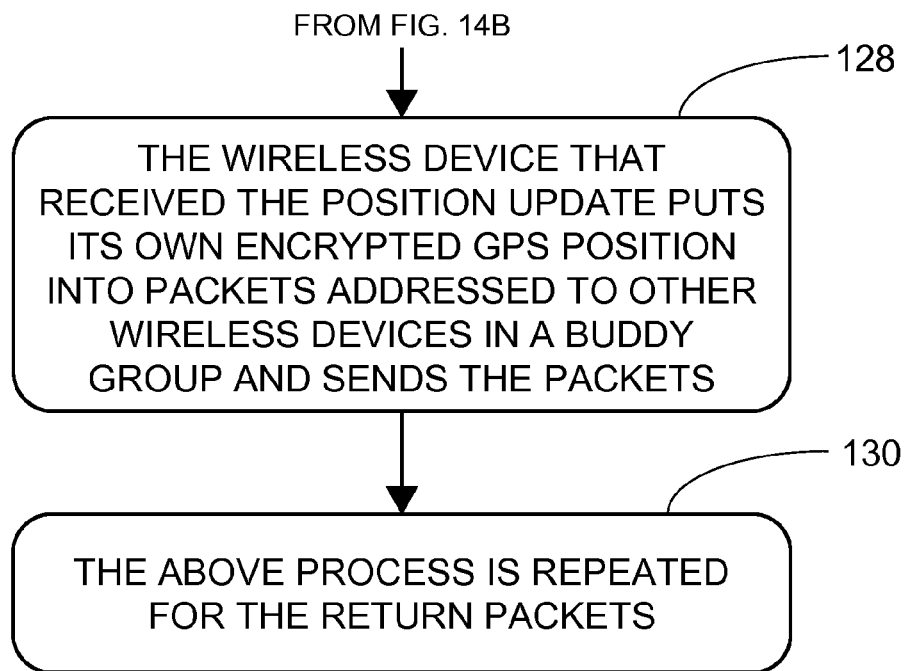 FROM FIG. 14B
128
THE WIRELESS DEVICE THAT
RECEIVED THE POSITION UPDATE PUTS
ITS OWN ENCRYPTED GPS POSITION
INTO PACKETS ADDRESSED TO OTHER
WIRELESS DEVICES IN A BUDDY
GROUP AND SENDS THE PACKETS
130
THE ABOVE PROCESS IS REPEATED
FOR THE RETURN PACKETS